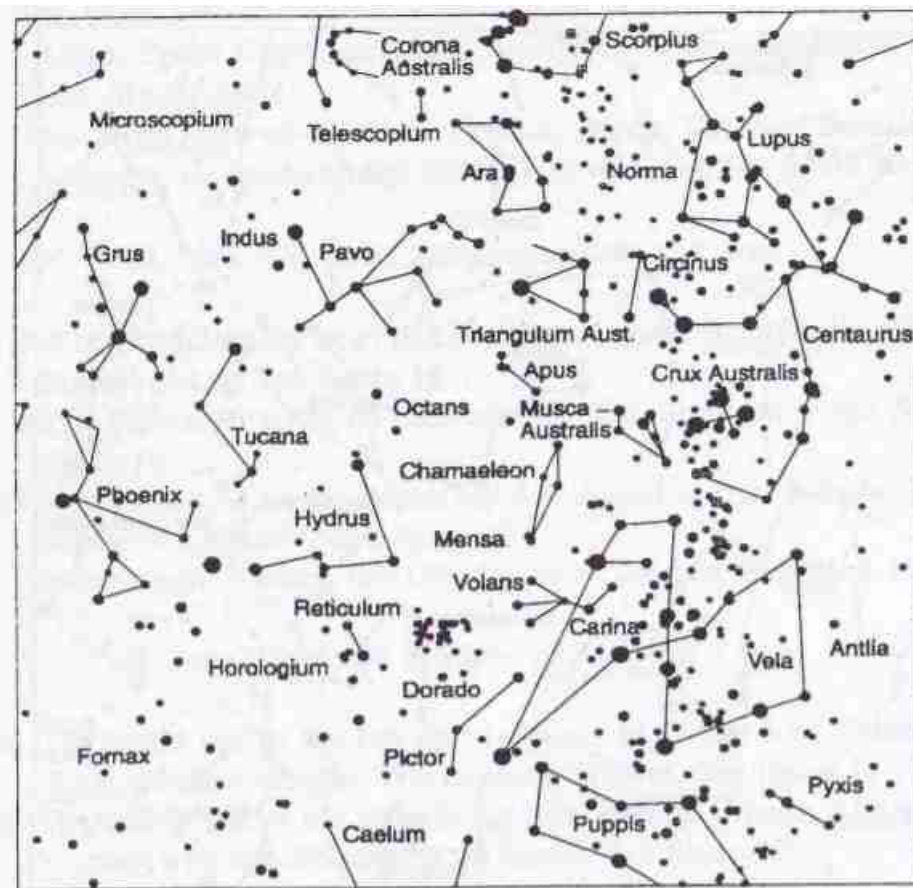 Corona
Australis
Scorpius
Microscopium
Telescopium
Lupus
Ara
Norma
Grus
Indus
Pavo
Circinus
Triangulum Aust.
Centaurus
Apus
Crux Australis
Octans
Musca –
Australis
Tucana
Chamaeleon
Phoenix
Hydrus
Mensa
Volans
Reticulum
Carina
Horologium
Vela
Antlia
Dorado
Fornax
Pictor
Pyxis
Puppis
Caelum